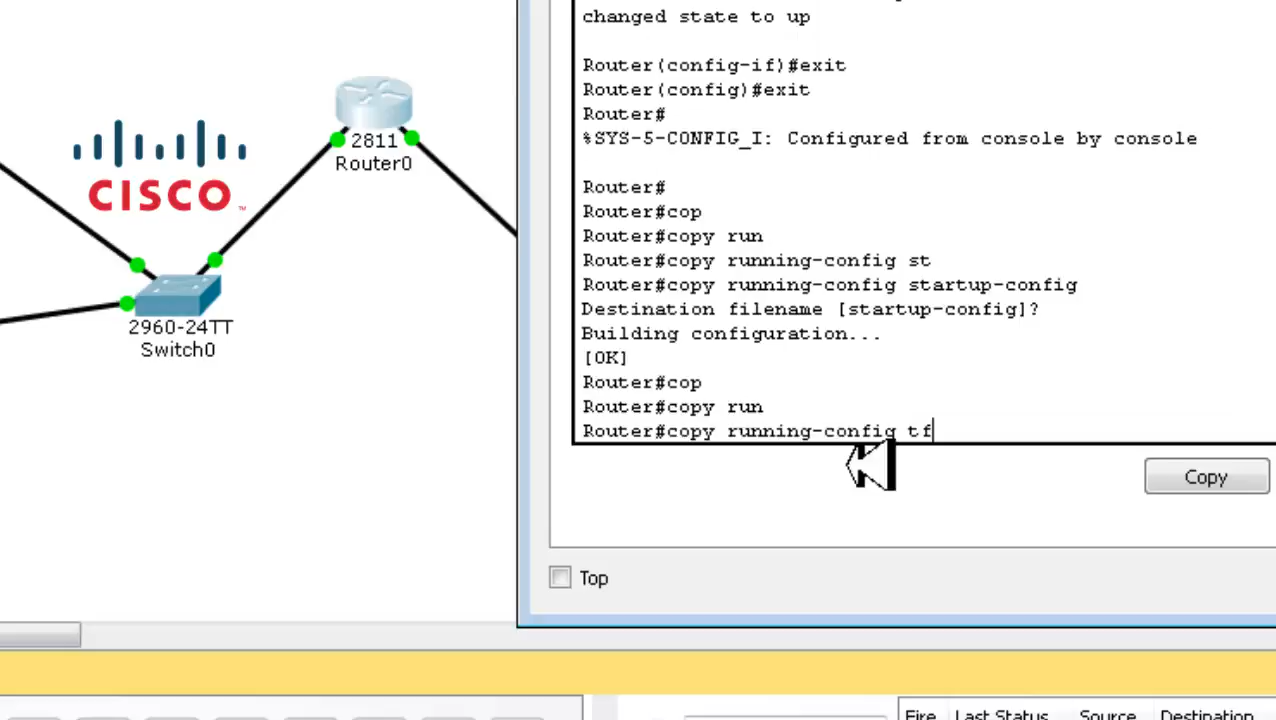 changed state to up
Router(config-if)#exit
Router(config)#exit
Router#
%SYS-5-CONFIG_I: Configured from console by console
Router#
Router#cop
Router#copy run
Router#copy running-config st
Router#copy running-config startup-config
Destination filename [startup-config]?
Building configuration...
[OK]
Router#cop
Router#copy run
Router#copy running-config tf
Copy
Top
2811
Router0
CISCO
TM
2960-24TT
Switch0
Fire
Last Status
Source
Destination